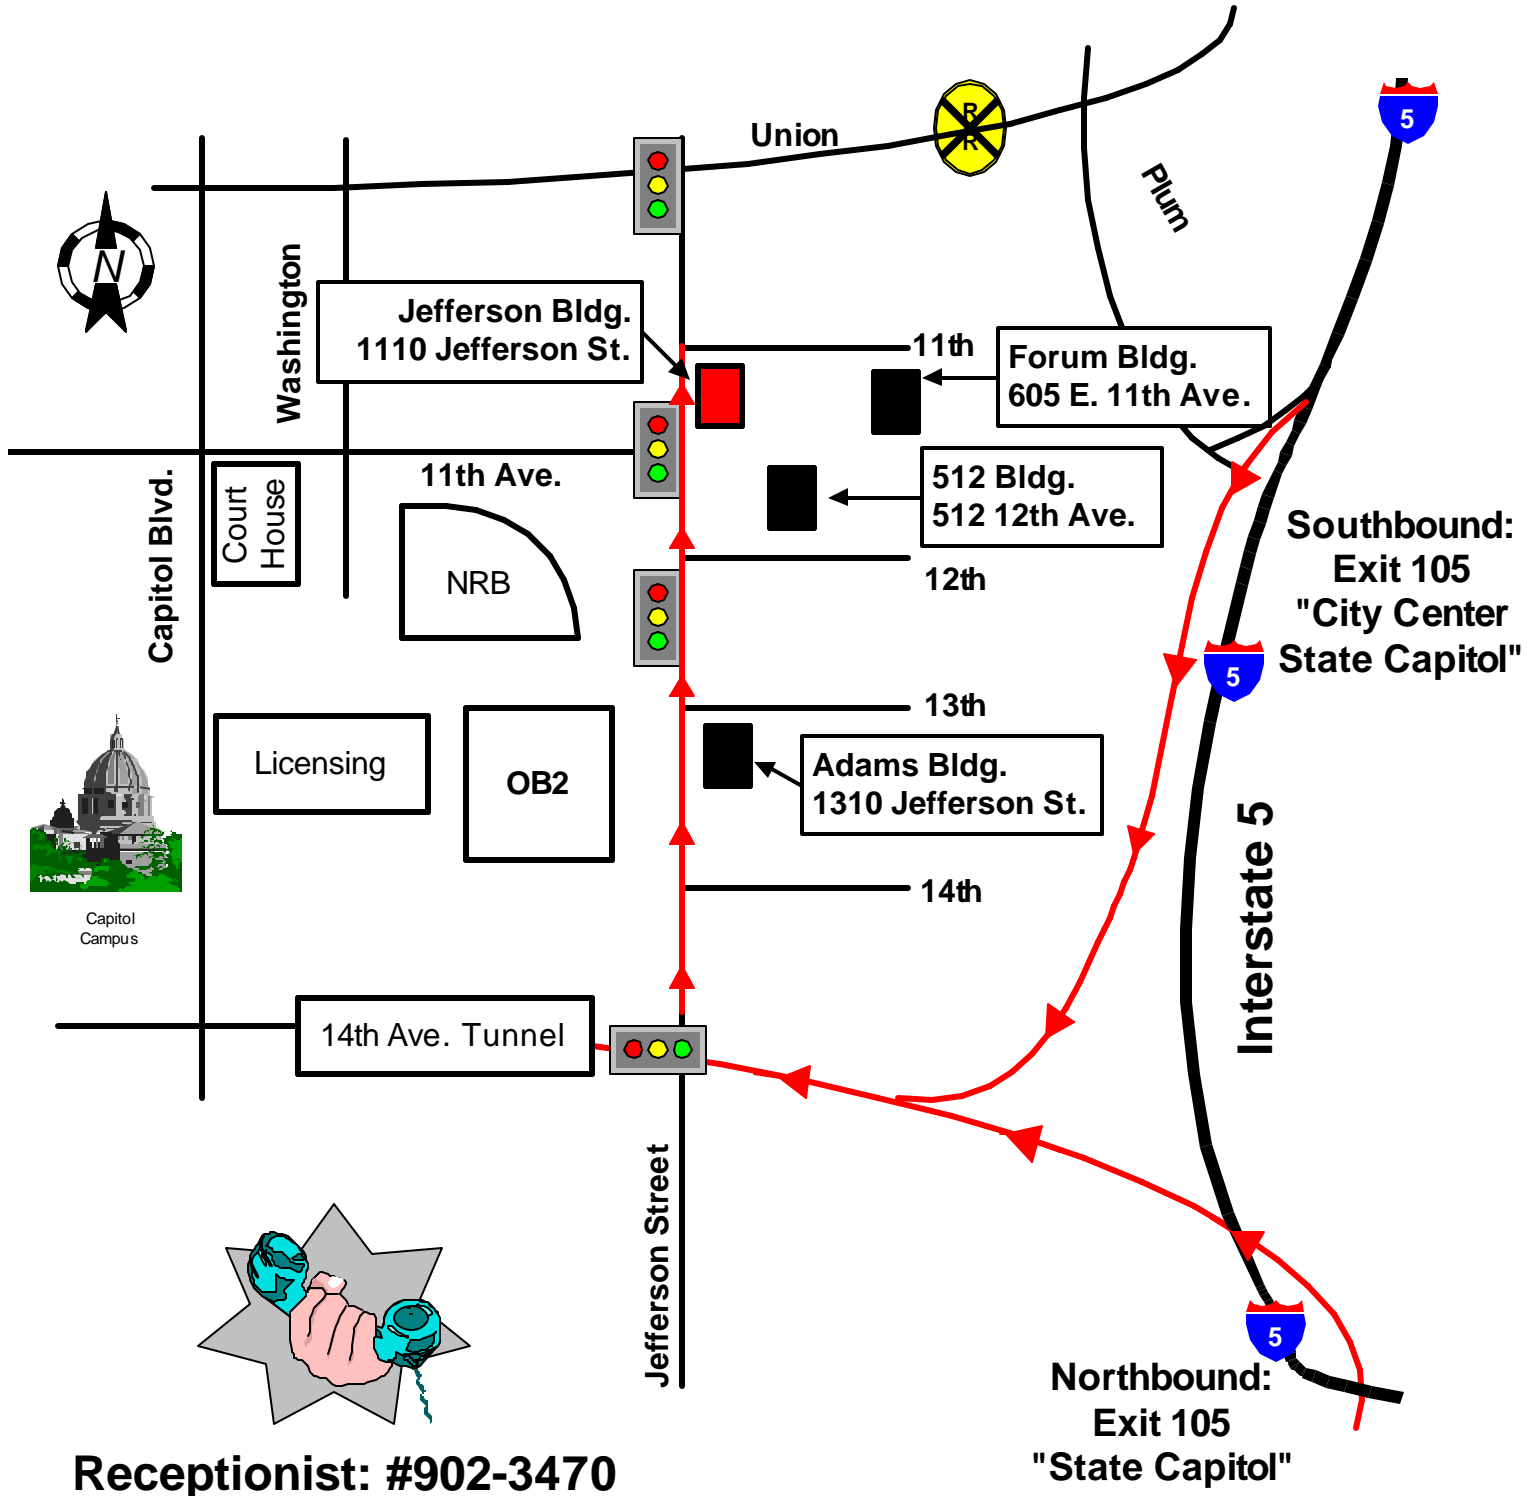 5
R
R
Union
Plum
N
Washington
Jefferson Bldg.
1110 Jefferson St.
11th
Forum Bldg.
605 E. 11th Ave.
Capitol Blvd.
Court
House
11th Ave.
NRB
512 Bldg.
512 12th Ave.
12th
Southbound:
Exit 105
"City Center
State Capitol"
5
Licensing
OB2
13th
Adams Bldg.
1310 Jefferson St.
Interstate 5
14th
Capitol
Campus
14th Ave. Tunnel
Jefferson Street
5
Northbound:
Exit 105
"State Capitol"
Receptionist: #902-3470